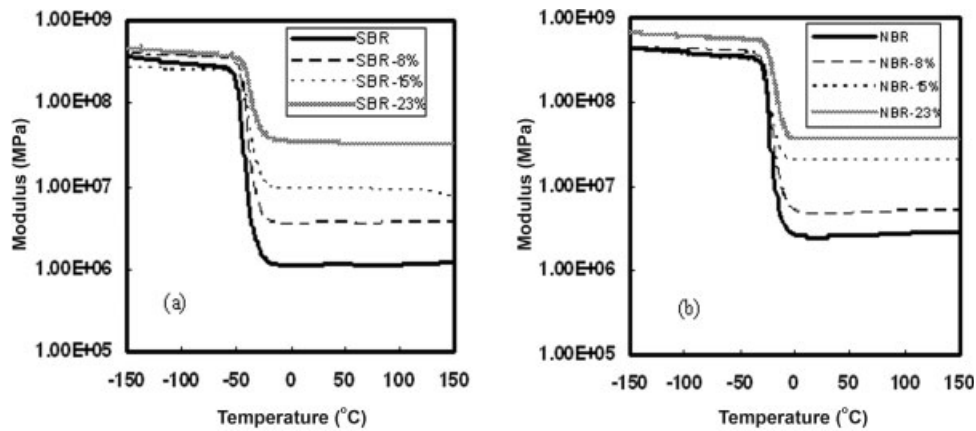 1.00E+09
1.00E+08
1.00E+07
1.00E+06
1.00E+05
Modulus (MPa)
SBR
SBR-8%
SBR-15%
SBR-23%
(a)
-150 -100 -50 0 50 100 150
Temperature (°C)
1.00E+09
1.00E+08
1.00E+07
1.00E+06
1.00E+05
Modulus (MPa)
NBR
NBR-8%
NBR-15%
NBR-23%
(b)
-150 -100 -50 0 50 100 150
Temperature (°C)